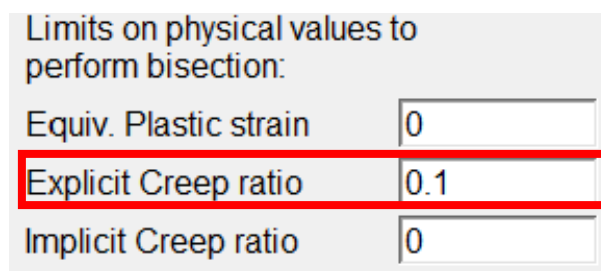 Limits on physical values to
perform bisection:
Equiv. Plastic strain 0
Explicit Creep ratio 0.1
Implicit Creep ratio 0